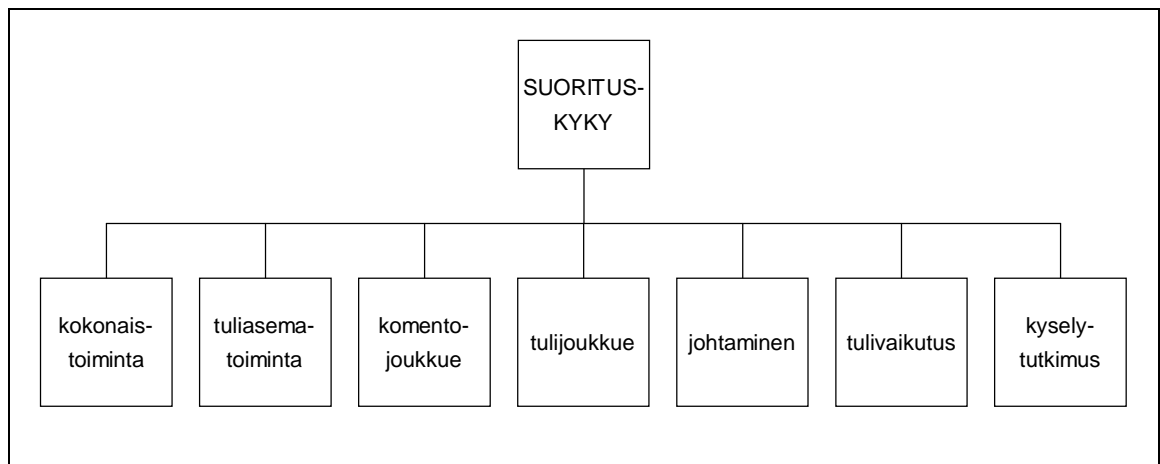 SUORITUS-
KYKY
kokonais-
toiminta
tuliasema-
toiminta
komento-
joukkue
tulijoukkue
johtaminen
tulivaikutus
kysely-
tutkimus